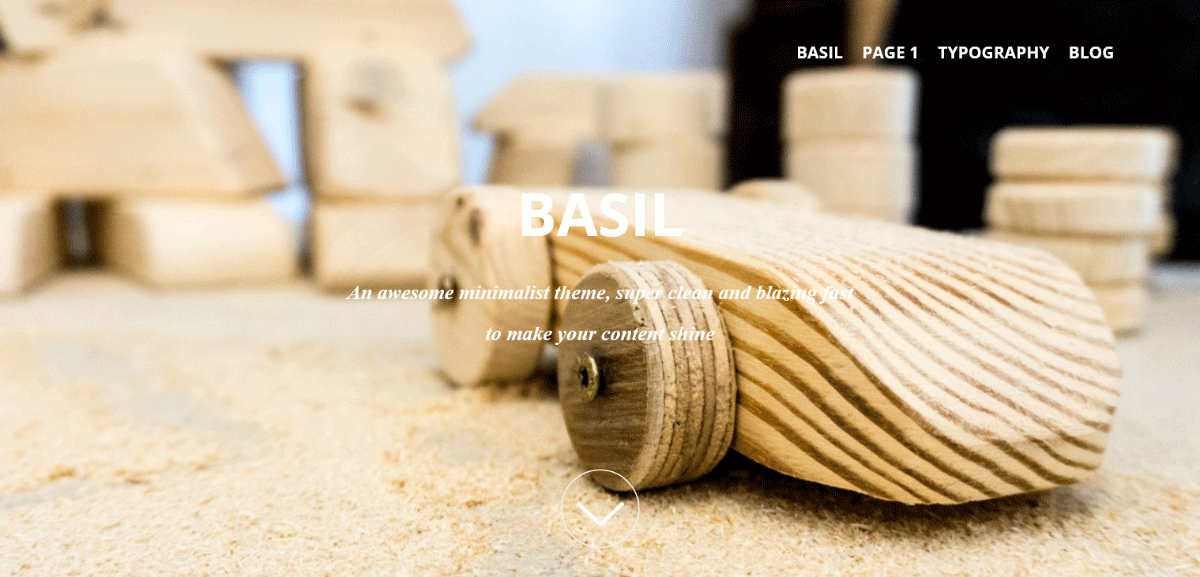 BASIL PAGE 1 TYPOGRAPHY BLOG
BASIL
An awesome minimalist theme, super clean and blazing fast
to make your content shine